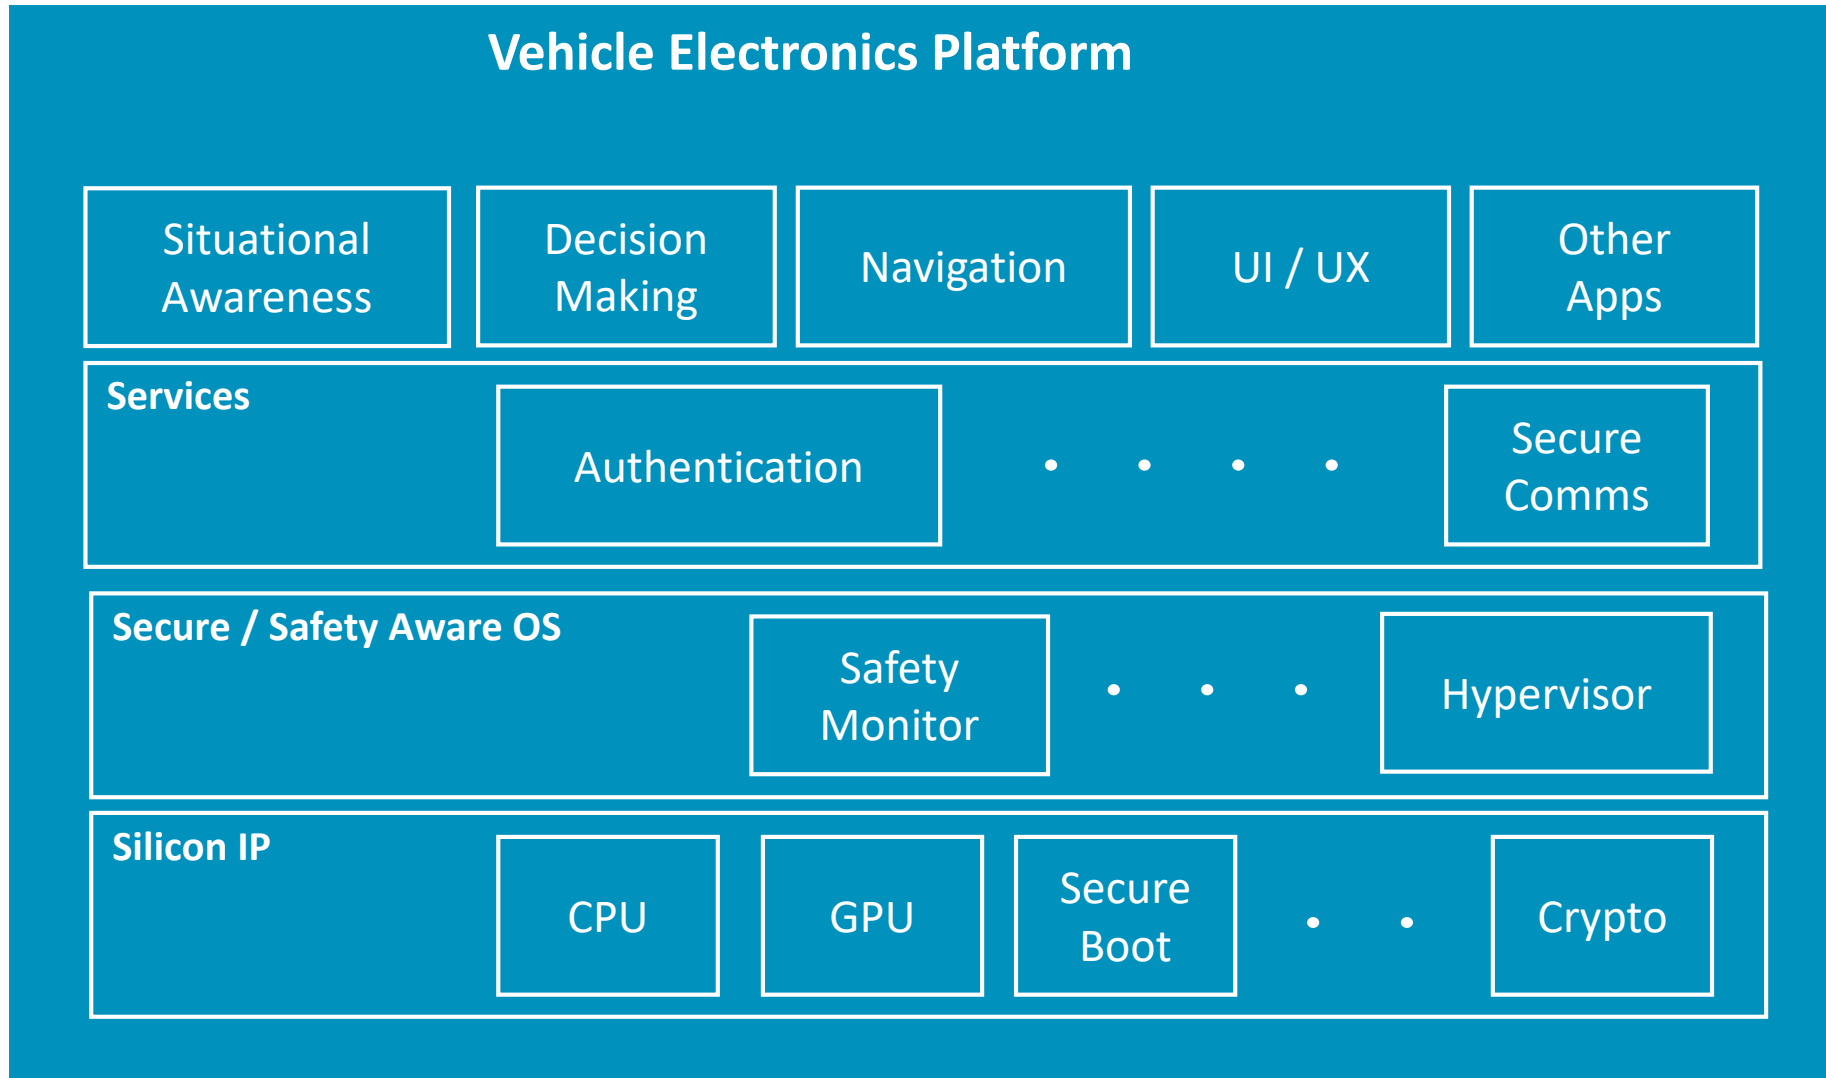 Vehicle Electronics Platform
Situational
Awareness
Decision
Making
Navigation
UI / UX
Other
Apps
Services
Authentication
Secure
Comms
Secure / Safety Aware OS
Safety
Monitor
Hypervisor
Silicon IP
CPU
GPU
Secure
Boot
Crypto